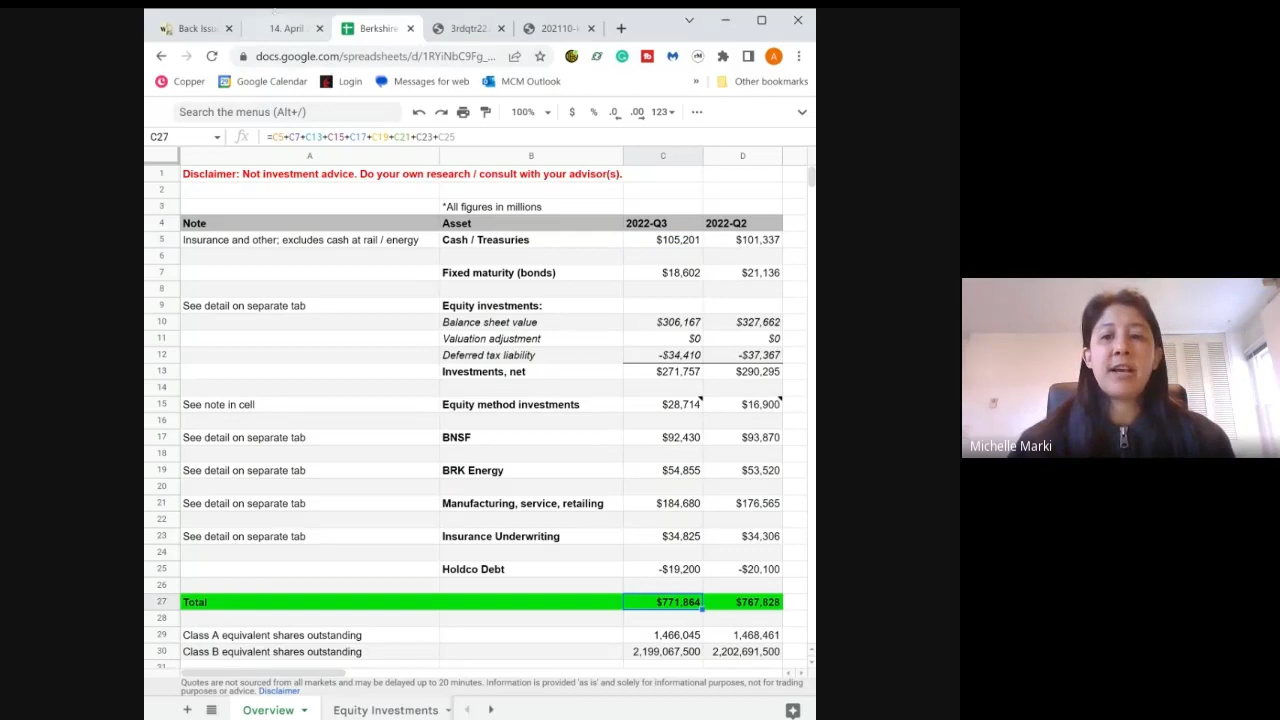 Back Issu
14. April
Berkshire
3rdqtr22.
202110-
docs.google.com/spreadsheets/d/1RYiNbC9Fg_...
Copper Google Calendar Login Messages for web MCM Outlook » Other bookmarks
Search the menus (Alt+/) 100% $ % .0 .00 123
C27 fx =C5+C7+C13+C15+C17+C19+C21+C23+C25
A B C D
1 Disclaimer: Not investment advice. Do your own research / consult with your advisor(s).
2
3 *All figures in millions
4 Note Asset 2022-Q3 2022-Q2
5 Insurance and other; excludes cash at rail / energy Cash / Treasuries $105,201 $101,337
6
7 Fixed maturity (bonds) $18,602 $21,136
8
9 See detail on separate tab Equity investments:
10 Balance sheet value $306,167 $327,662
11 Valuation adjustment $0 $0
12 Deferred tax liability -$34,410 -$37,367
13 Investments, net $271,757 $290,295
14
15 See note in cell Equity method investments $28,714 $16,900
16
17 See detail on separate tab BNSF $92,430 $93,870
18
19 See detail on separate tab BRK Energy $54,855 $53,520
20
21 See detail on separate tab Manufacturing, service, retailing $184,680 $176,565
22
23 See detail on separate tab Insurance Underwriting $34,825 $34,306
24
25 Holdco Debt -$19,200 -$20,100
26
27 Total $771,864 $767,828
28
29 Class A equivalent shares outstanding 1,466,045 1,468,461
30 Class B equivalent shares outstanding 2,199,067,500 2,202,691,500
31
Quotes are not sourced from all markets and may be delayed up to 20 minutes. Information is provided 'as is' and solely for informational purposes, not for trading
purposes or advice. Disclaimer
Overview Equity Investments
Michelle Marki